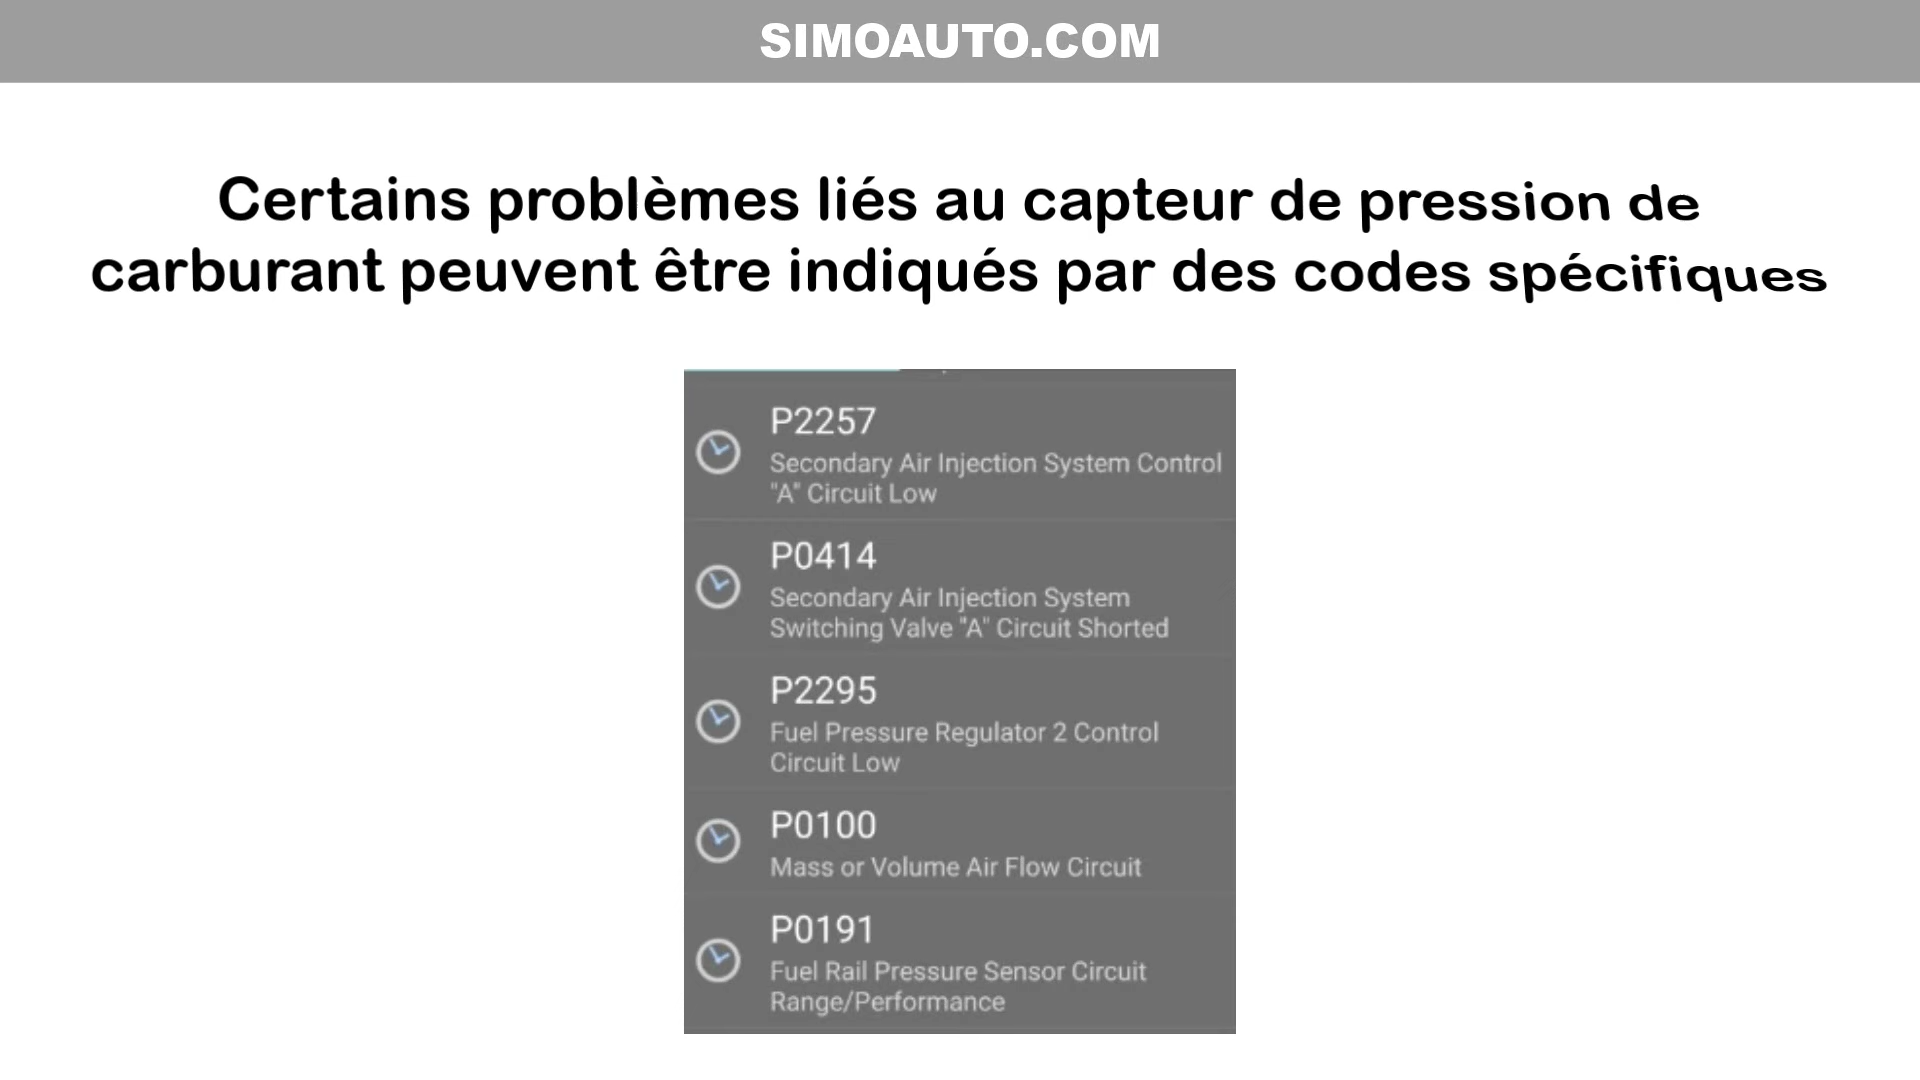 SIMOAUTO.COM
Certains problèmes liés au capteur de pression de
carburant peuvent être indiqués par des codes spécifiques
P2257
Secondary Air Injection System Control
"A" Circuit Low
P0414
Secondary Air Injection System
Switching Valve "A" Circuit Shorted
P2295
Fuel Pressure Regulator 2 Control
Circuit Low
P0100
Mass or Volume Air Flow Circuit
P0191
Fuel Rail Pressure Sensor Circuit
Range/Performance